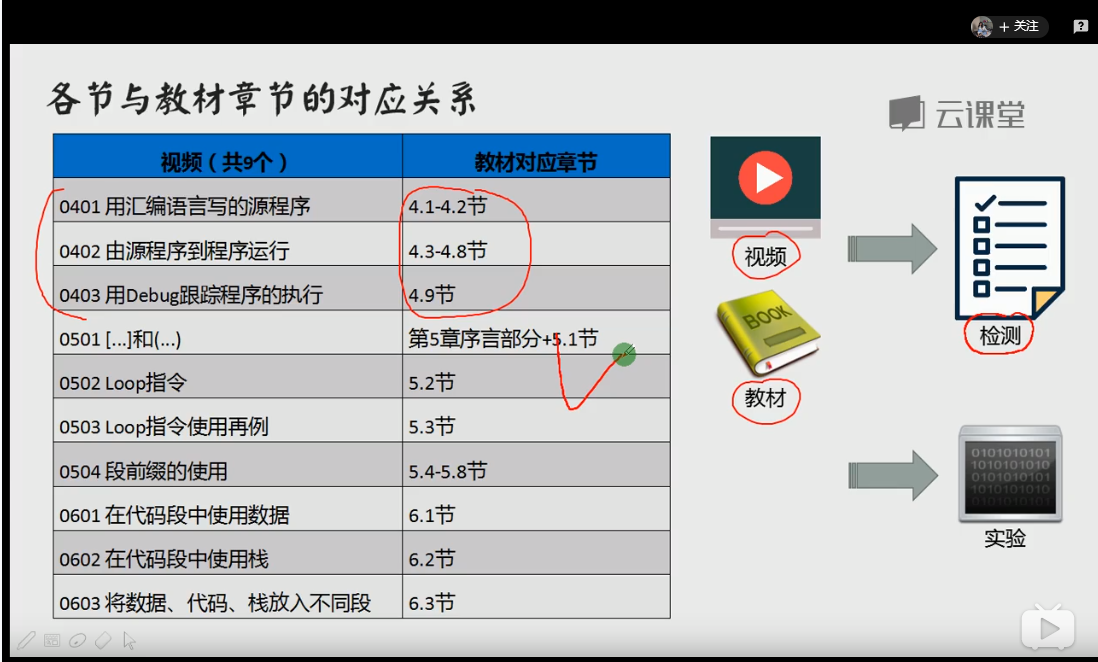 + 关注
?
各节与教材章节的对应关系
云课堂
视频（共9个） 教材对应章节
0401 用汇编语言写的源程序 4.1-4.2节
0402 由源程序到程序运行 4.3-4.8节
0403 用Debug跟踪程序的执行 4.9节
0501 [...]和(...) 第5章序言部分+5.1节
0502 Loop指令 5.2节
0503 Loop指令使用再例 5.3节
0504 段前缀的使用 5.4-5.8节
0601 在代码段中使用数据 6.1节
0602 在代码段中使用栈 6.2节
0603 将数据、代码、栈放入不同段 6.3节
视频
BOOK
教材
检测
0101010101
1010101010
0101010101
1010101010
实验